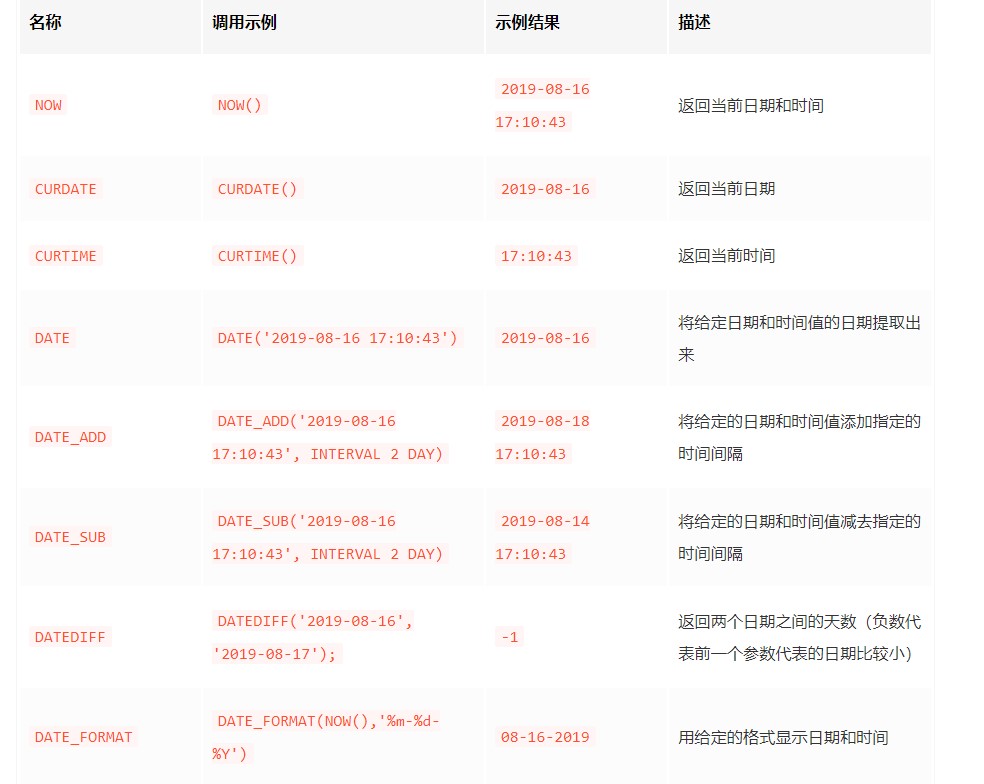 名称 调用示例 示例结果 描述
NOW NOW() 2019-08-16 返回当前日期和时间
17:10:43
CURDATE CURDATE() 2019-08-16 返回当前日期
CURTIME CURTIME() 17:10:43 返回当前时间
DATE DATE('2019-08-16 17:10:43') 2019-08-16 将给定日期和时间值的日期提取出
来
DATE_ADD DATE_ADD('2019-08-16 2019-08-18 将给定的日期和时间值添加指定的
17:10:43', INTERVAL 2 DAY) 17:10:43 时间间隔
DATE_SUB DATE_SUB('2019-08-16 2019-08-14 将给定的日期和时间值减去指定的
17:10:43', INTERVAL 2 DAY) 17:10:43 时间间隔
DATEDIFF DATEDIFF('2019-08-16', -1 返回两个日期之间的天数（负数代
'2019-08-17'); 表前一个参数代表的日期比较小）
DATE_FORMAT DATE_FORMAT(NOW(),'%m-%d- 08-16-2019 用给定的格式显示日期和时间
%Y')